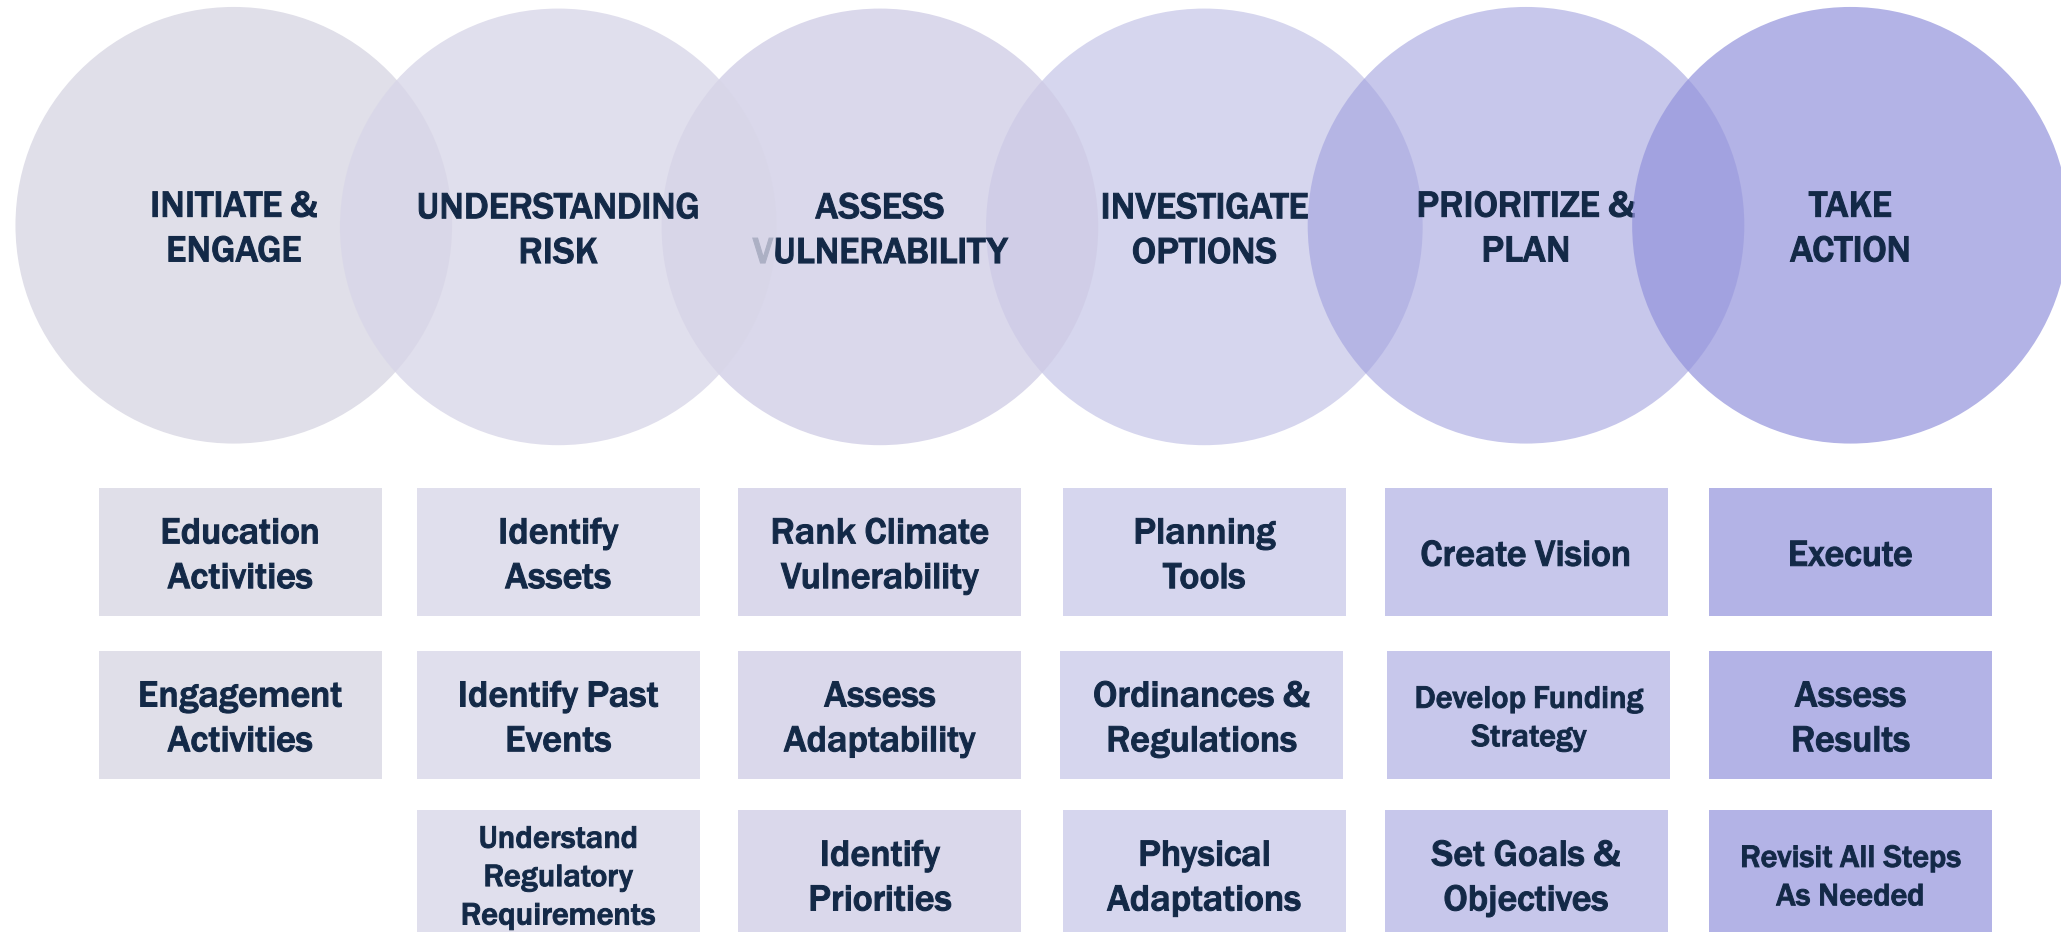 INITIATE &
ENGAGE
UNDERSTANDING
RISK
ASSESS
VULNERABILITY
INVESTIGATE
OPTIONS
PRIORITIZE &
PLAN
TAKE
ACTION
Education
Activities
Identify
Assets
Rank Climate
Vulnerability
Planning
Tools
Create Vision
Execute
Engagement
Activities
Identify Past
Events
Assess
Adaptability
Ordinances &
Regulations
Develop Funding
Strategy
Assess
Results
Understand
Regulatory
Requirements
Identify
Priorities
Physical
Adaptations
Set Goals &
Objectives
Revisit All Steps
As Needed